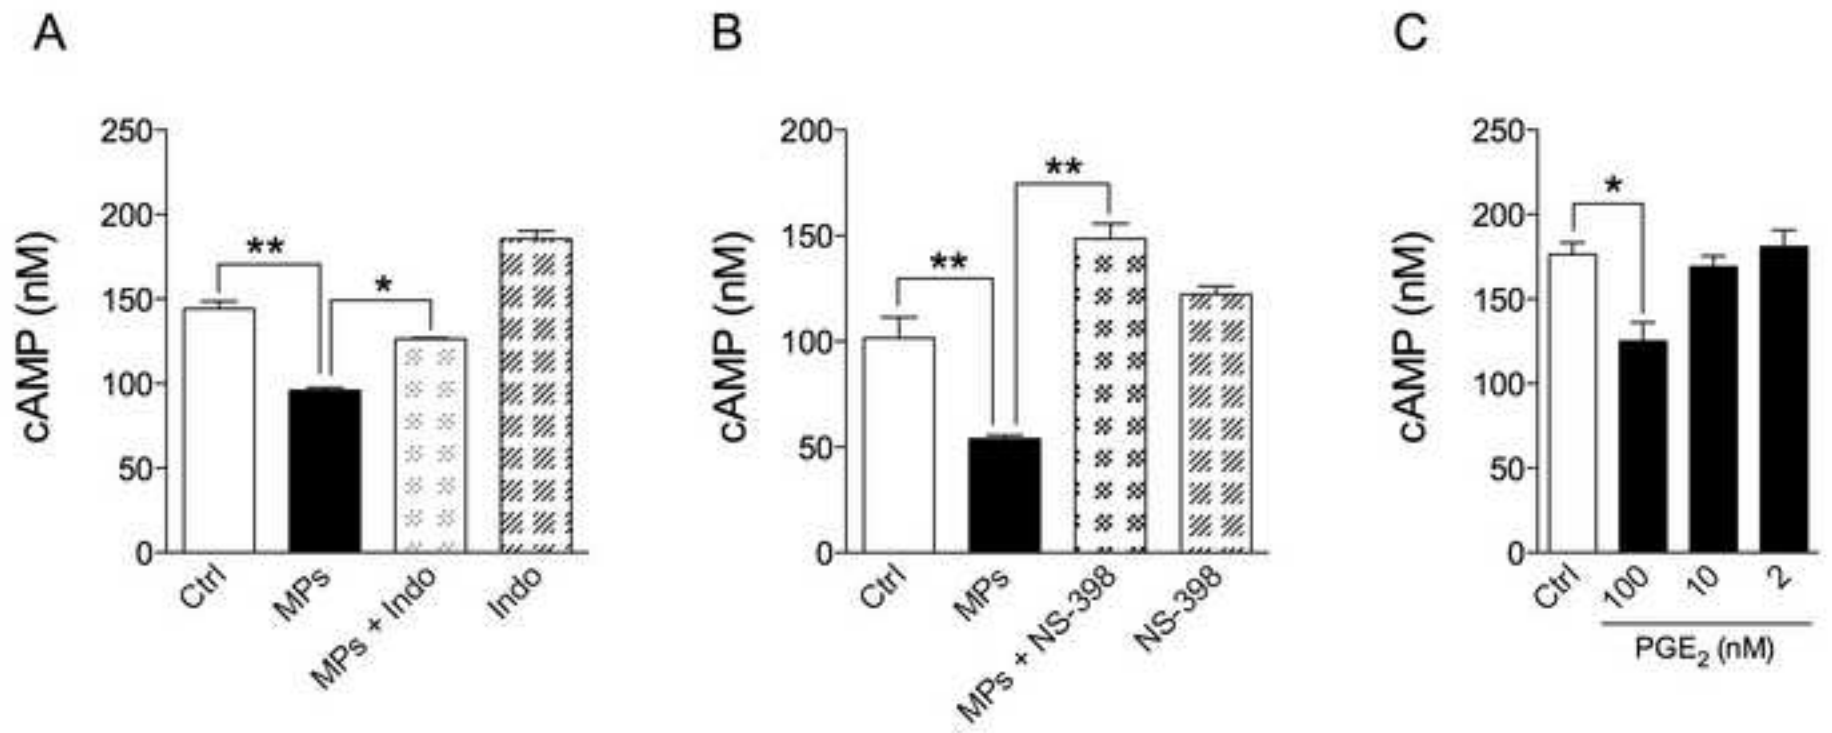 A
cAMP (nM)
250
200
150
100
50
0
**
*
Ctrl
MPs
MPs + Indo
Indo
B
cAMP (nM)
200
150
100
50
0
**
**
Ctrl
MPs
MPs + NS-398
NS-398
C
cAMP (nM)
250
200
150
100
50
0
*
Ctrl
100
10
2
PGE₂ (nM)